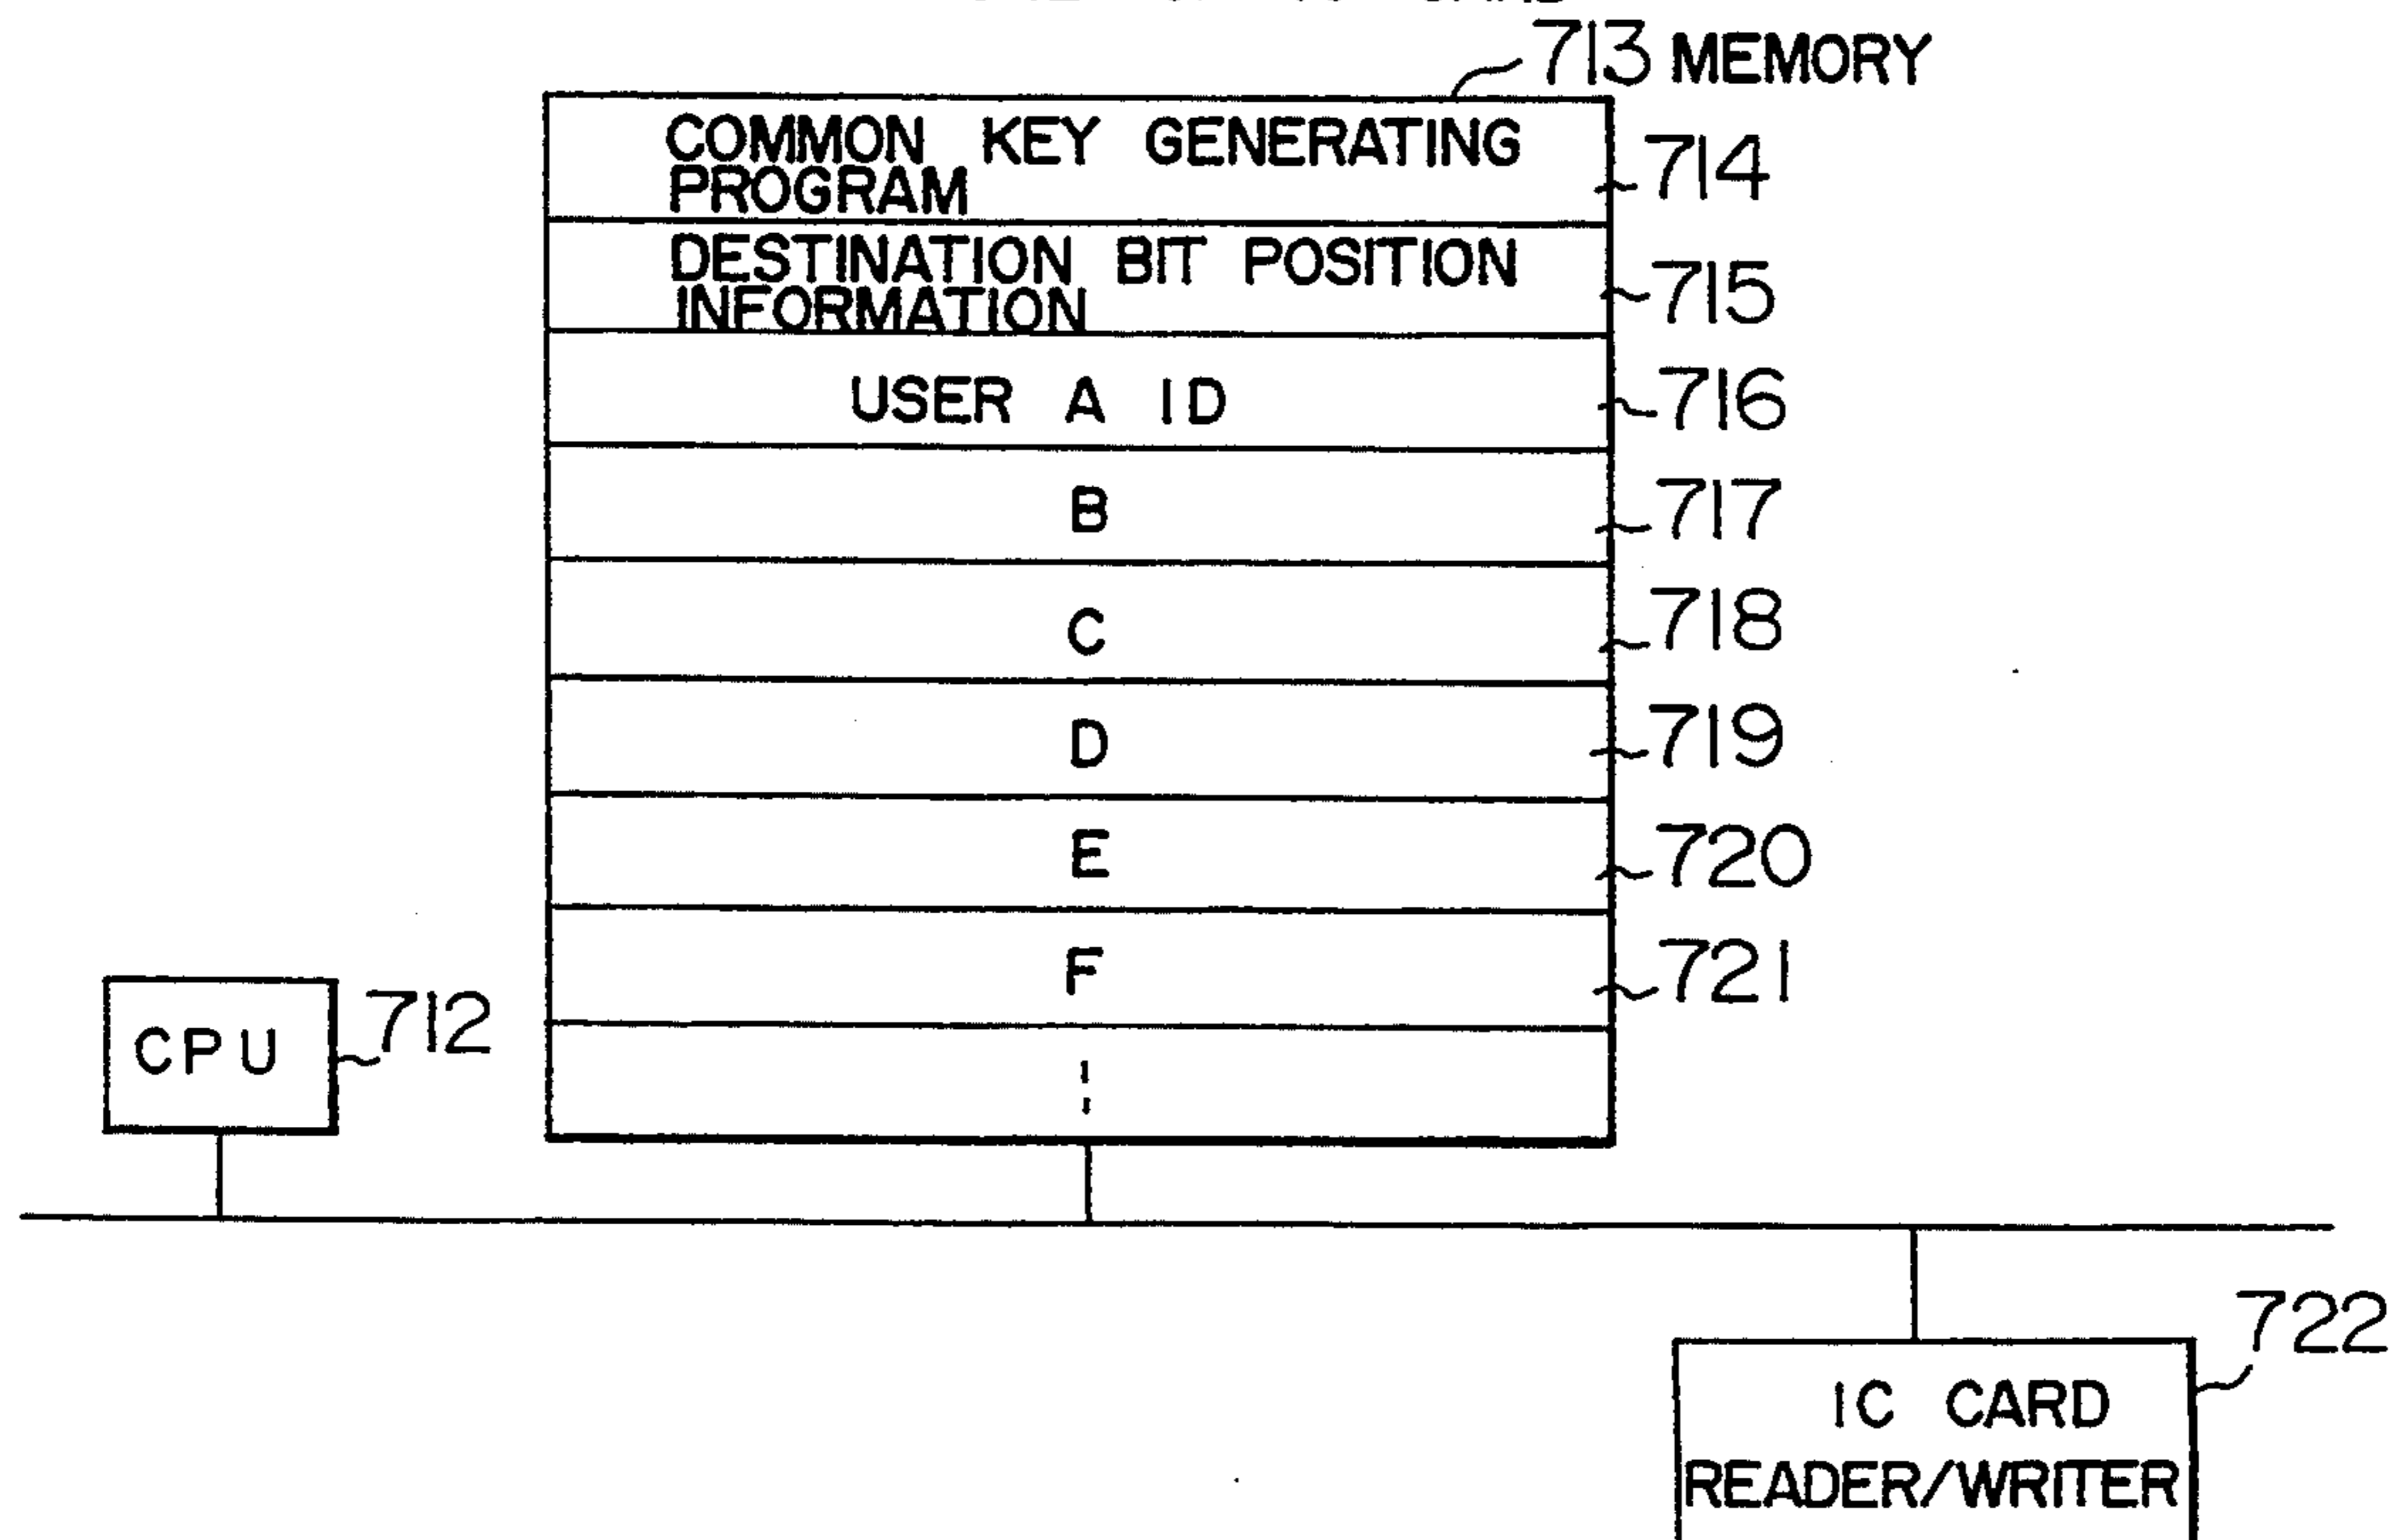 713 MEMORY
COMMON KEY GENERATING
PROGRAM
714
DESTINATION BIT POSITION
INFORMATION
715
USER A ID
716
B
717
C
718
D
719
E
720
F
721
CPU
712
722
IC CARD
READER/WRITER